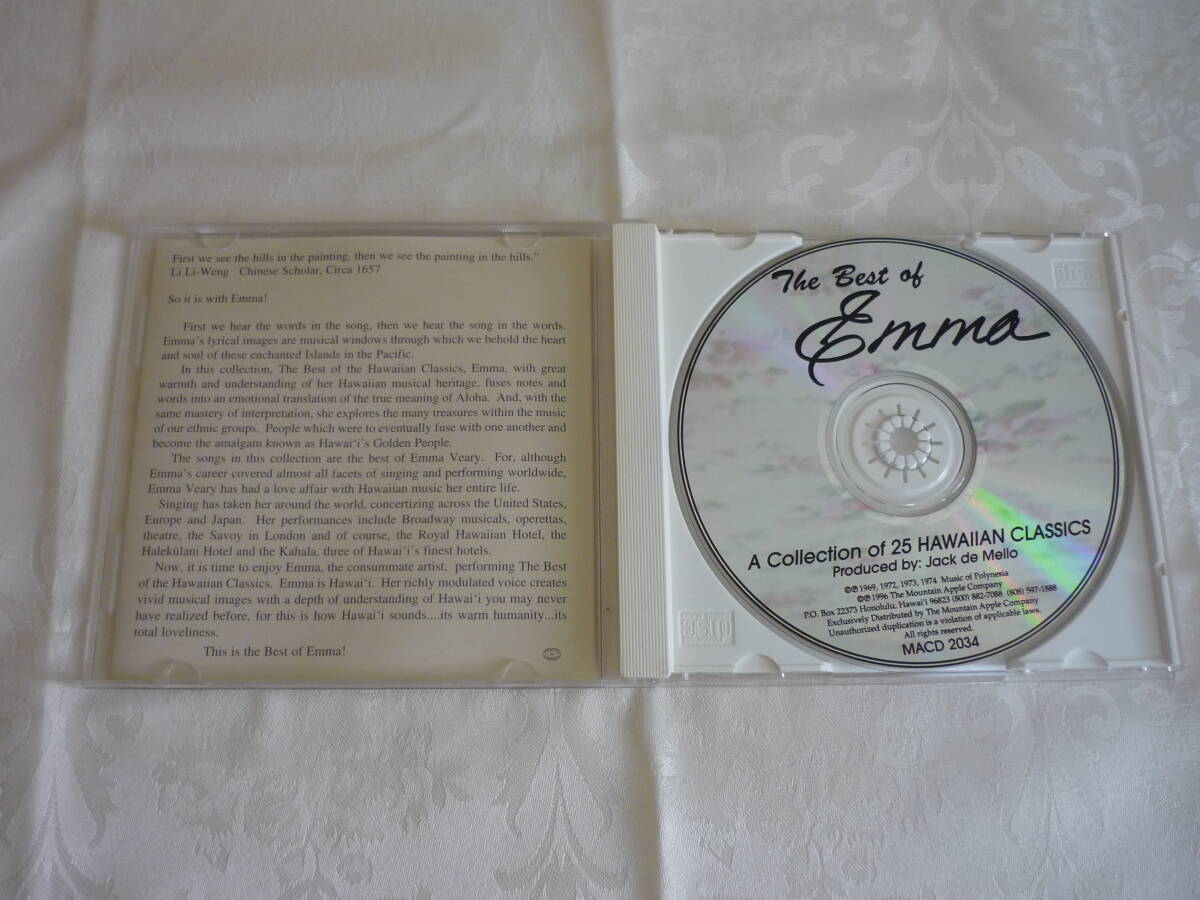 First we see the hills in the painting, then we see the painting in the hills."
Li Li-Weng Chinese Scholar, Circa 1657
So it is with Emma!
First we hear the words in the song, then we hear the song in the words.
Emma's lyrical images are musical windows through which we behold the heart
and soul of these enchanted Islands in the Pacific.
In this collection, The Best of the Hawaiian Classics, Emma, with great
warmth and understanding of her Hawaiian musical heritage, fuses notes and
words into an emotional translation of the true meaning of Aloha. And, with the
same mastery of interpretation, she explores the many treasures within the music
of our ethnic groups. People which were to eventually fuse with one another and
become the amalgam known as Hawai'i's Golden People.
The songs in this collection are the best of Emma Veary. For, although
Emma's career covered almost all facets of singing and performing worldwide,
Emma Veary has had a love affair with Hawaiian music her entire life.
Singing has taken her around the world, concertizing across the United States,
Europe and Japan. Her performances include Broadway musicals, operettas,
theatre, the Savoy in London and of course, the Royal Hawaiian Hotel, the
Halekūlani Hotel and the Kahala, three of Hawai'i's finest hotels.
Now, it is time to enjoy Emma, the consummate artist, performing The Best
of the Hawaiian Classics. Emma is Hawai'i. Her richly modulated voice creates
vivid musical images with a depth of understanding of Hawai'i you may never
have realized before, for this is how Hawai'i sounds....its warm humanity...its
total loveliness.
This is the Best of Emma!
The Best of
Emma
A Collection of 25 HAWAIIAN CLASSICS
Produced by: Jack de Mello
©℗ 1969, 1972, 1973, 1974 Music of Polynesia
©℗ 1996 The Mountain Apple Company
P.O. Box 22373 Honolulu, Hawai'i 96823 (800) 882-7088 (808) 597-1888
Exclusively Distributed by The Mountain Apple Company
Unauthorized duplication is a violation of applicable laws.
All rights reserved.
MACD 2034